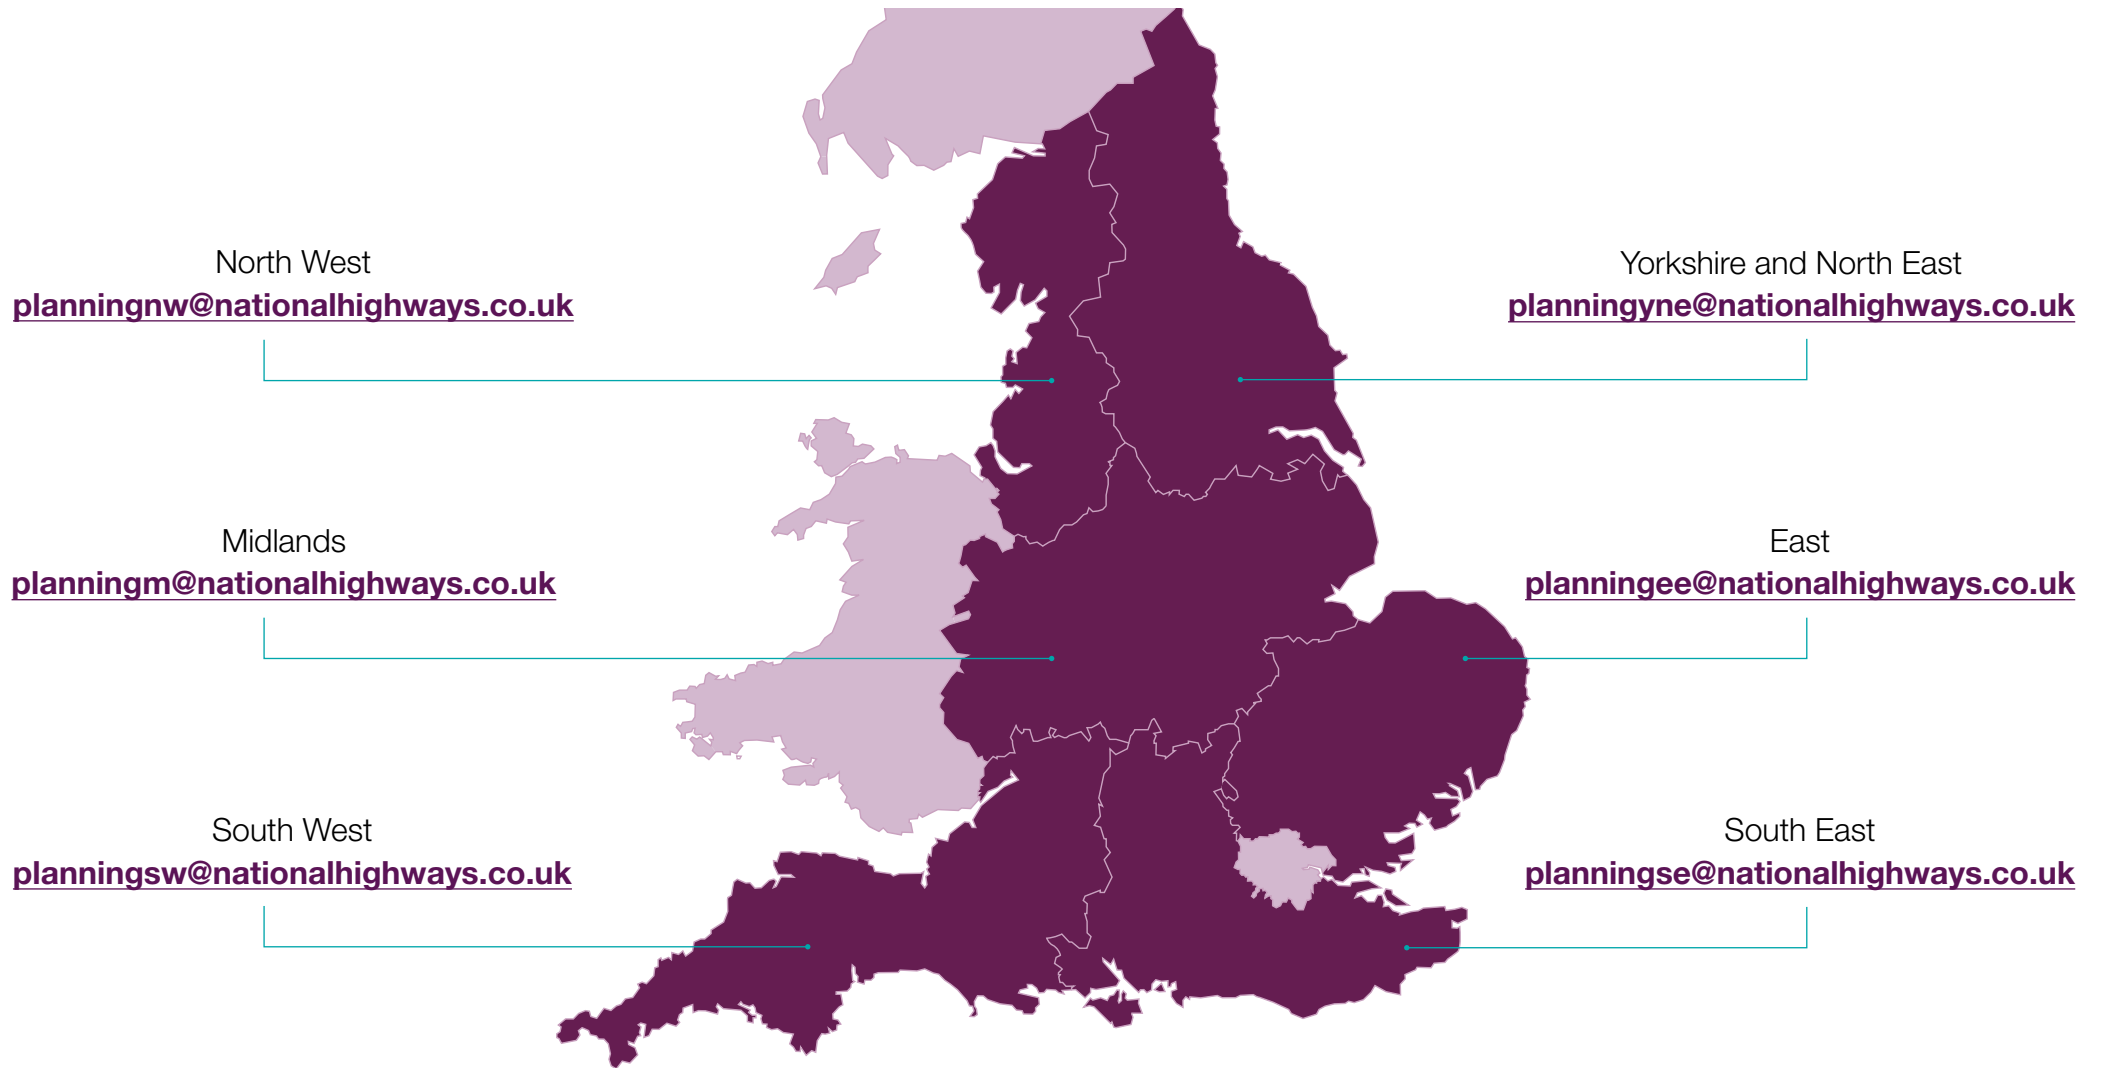 North West
planningnw@nationalhighways.co.uk
Yorkshire and North East
planningyne@nationalhighways.co.uk
Midlands
planningm@nationalhighways.co.uk
East
planningee@nationalhighways.co.uk
South West
planningsw@nationalhighways.co.uk
South East
planningse@nationalhighways.co.uk